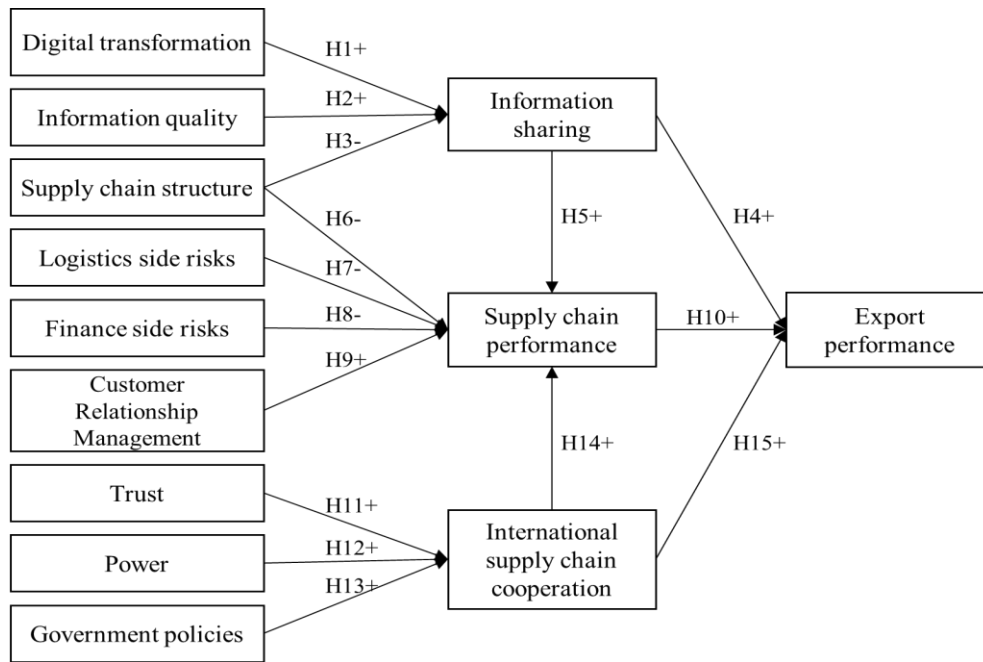 Digital transformation
H1+
Information quality
H2+
H3-
Supply chain structure
H6-
Logistics side risks
H7-
Finance side risks
H8-
H9+
Customer
Relationship
Management
Trust
H11+
Power
H12+
H13+
Government policies
Information
sharing
H5+
H4+
Supply chain
performance
H10+
Export
performance
H14+
H15+
International
supply chain
cooperation